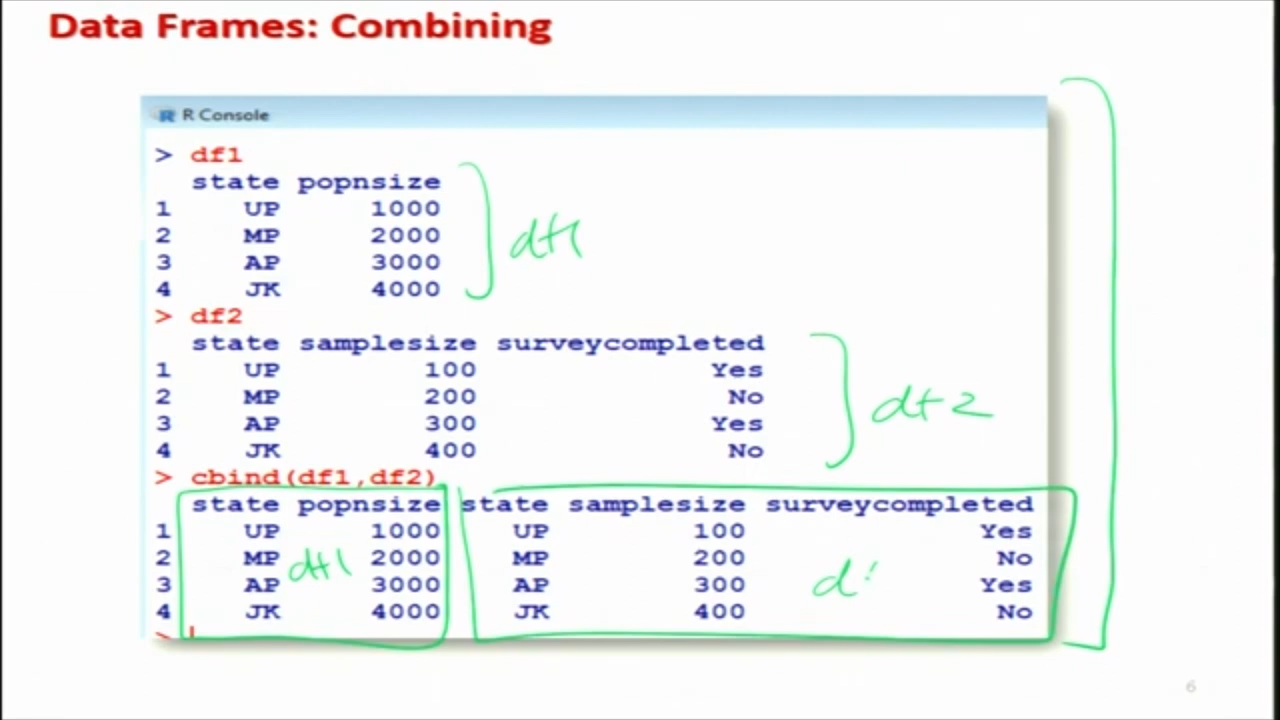 Data Frames: Combining
R Console
> df1
state popnsize
1 UP 1000
2 MP 2000
3 AP 3000
4 JK 4000
df1
> df2
state samplesize surveycompleted
1 UP 100 Yes
2 MP 200 No
3 AP 300 Yes
4 JK 400 No
df2
> cbind(df1,df2)
state popnsize state samplesize surveycompleted
1 UP 1000 UP 100 Yes
2 MP 2000 MP 200 No
3 AP 3000 AP 300 Yes
4 JK 4000 JK 400 No
df1
d
>
6